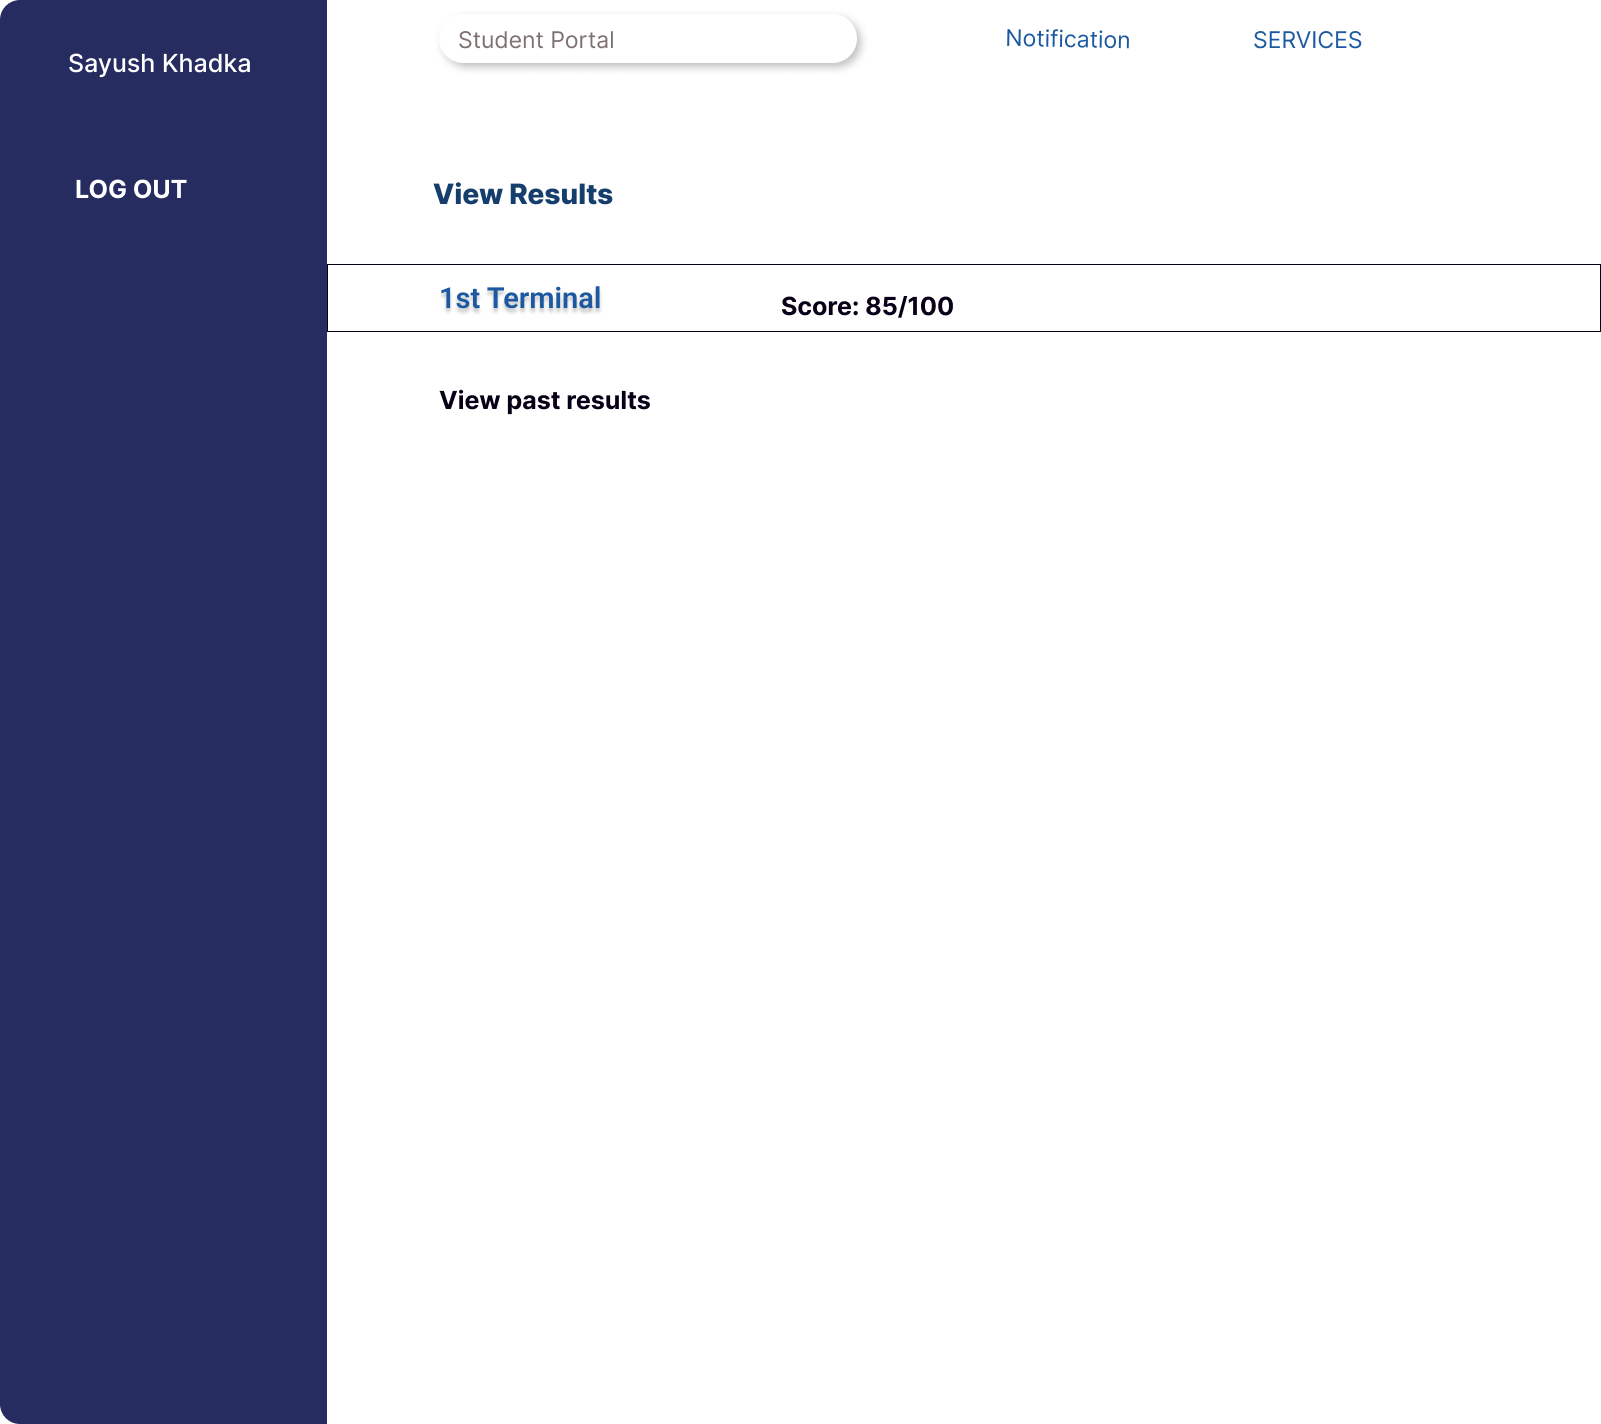 Sayush Khadka
LOG OUT
Student Portal
Notification
SERVICES
View Results
1st Terminal
Score: 85/100
View past results